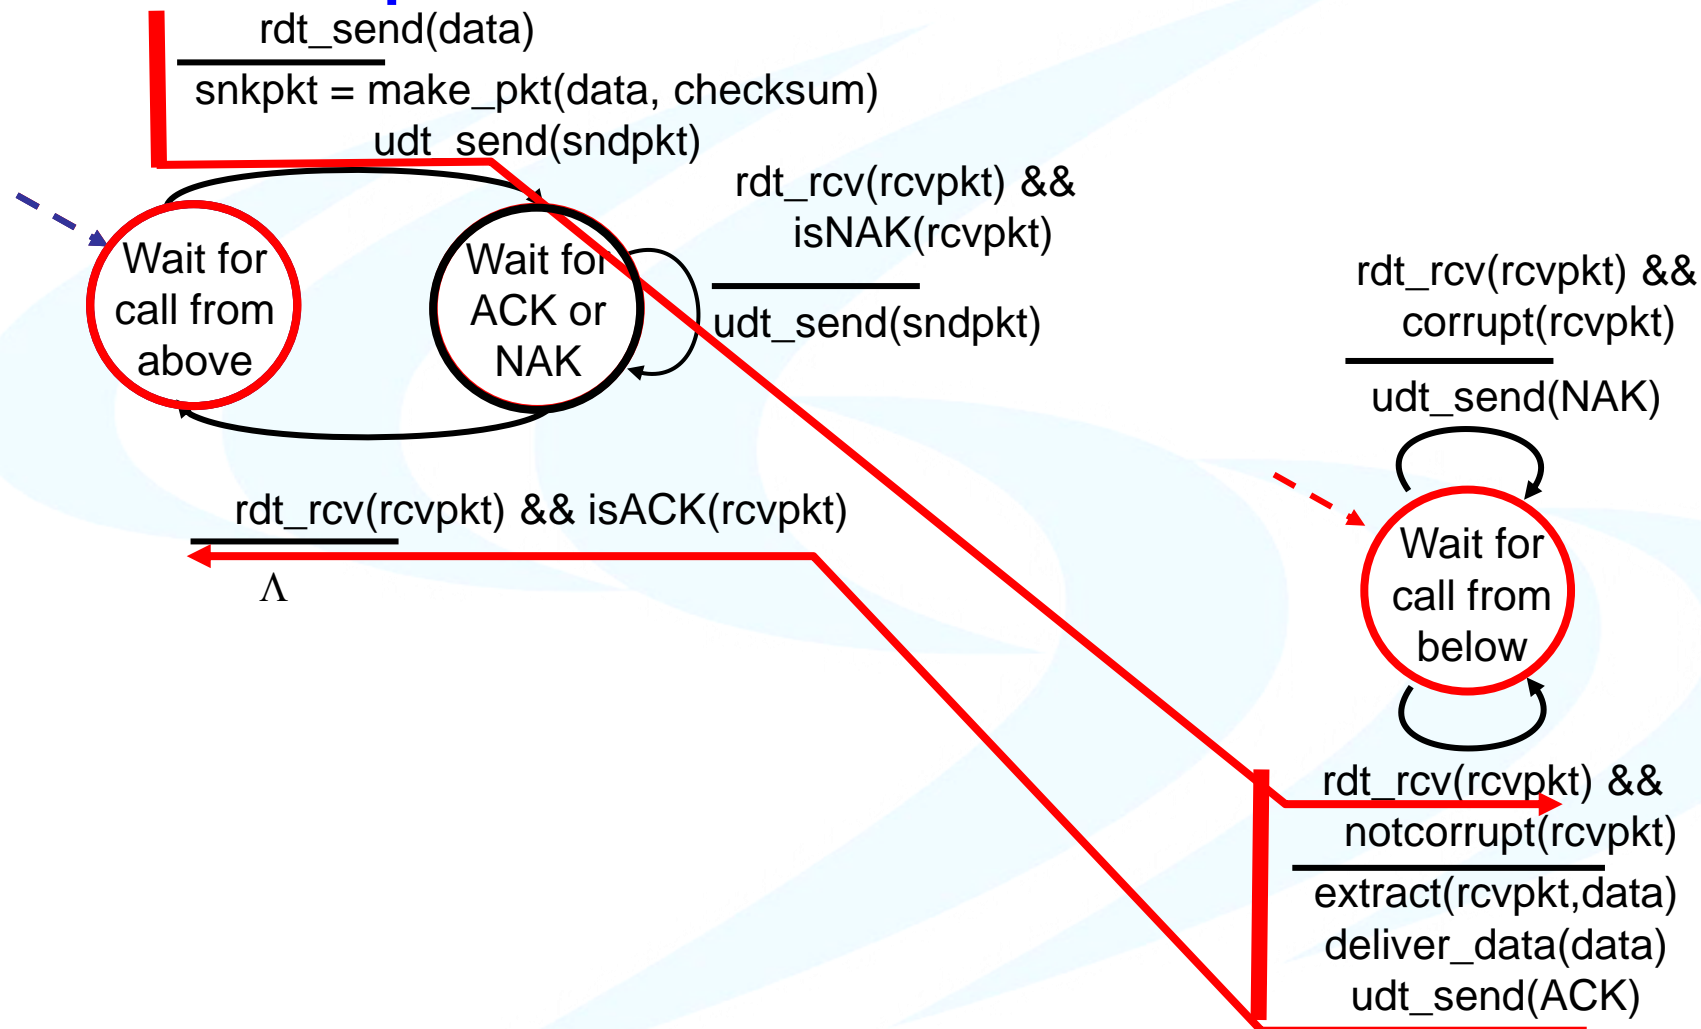 rdt_send(data)
snkpkt = make_pkt(data, checksum)
udt_send(sndpkt)
rdt_rcv(rcvpkt) &&
isNAK(rcvpkt)
udt_send(sndpkt)
Wait for
call from
above
Wait for
ACK or
NAK
rdt_rcv(rcvpkt) && isACK(rcvpkt)
Λ
rdt_rcv(rcvpkt) &&
corrupt(rcvpkt)
udt_send(NAK)
Wait for
call from
below
rdt_rcv(rcvpkt) &&
notcorrupt(rcvpkt)
extract(rcvpkt,data)
deliver_data(data)
udt_send(ACK)